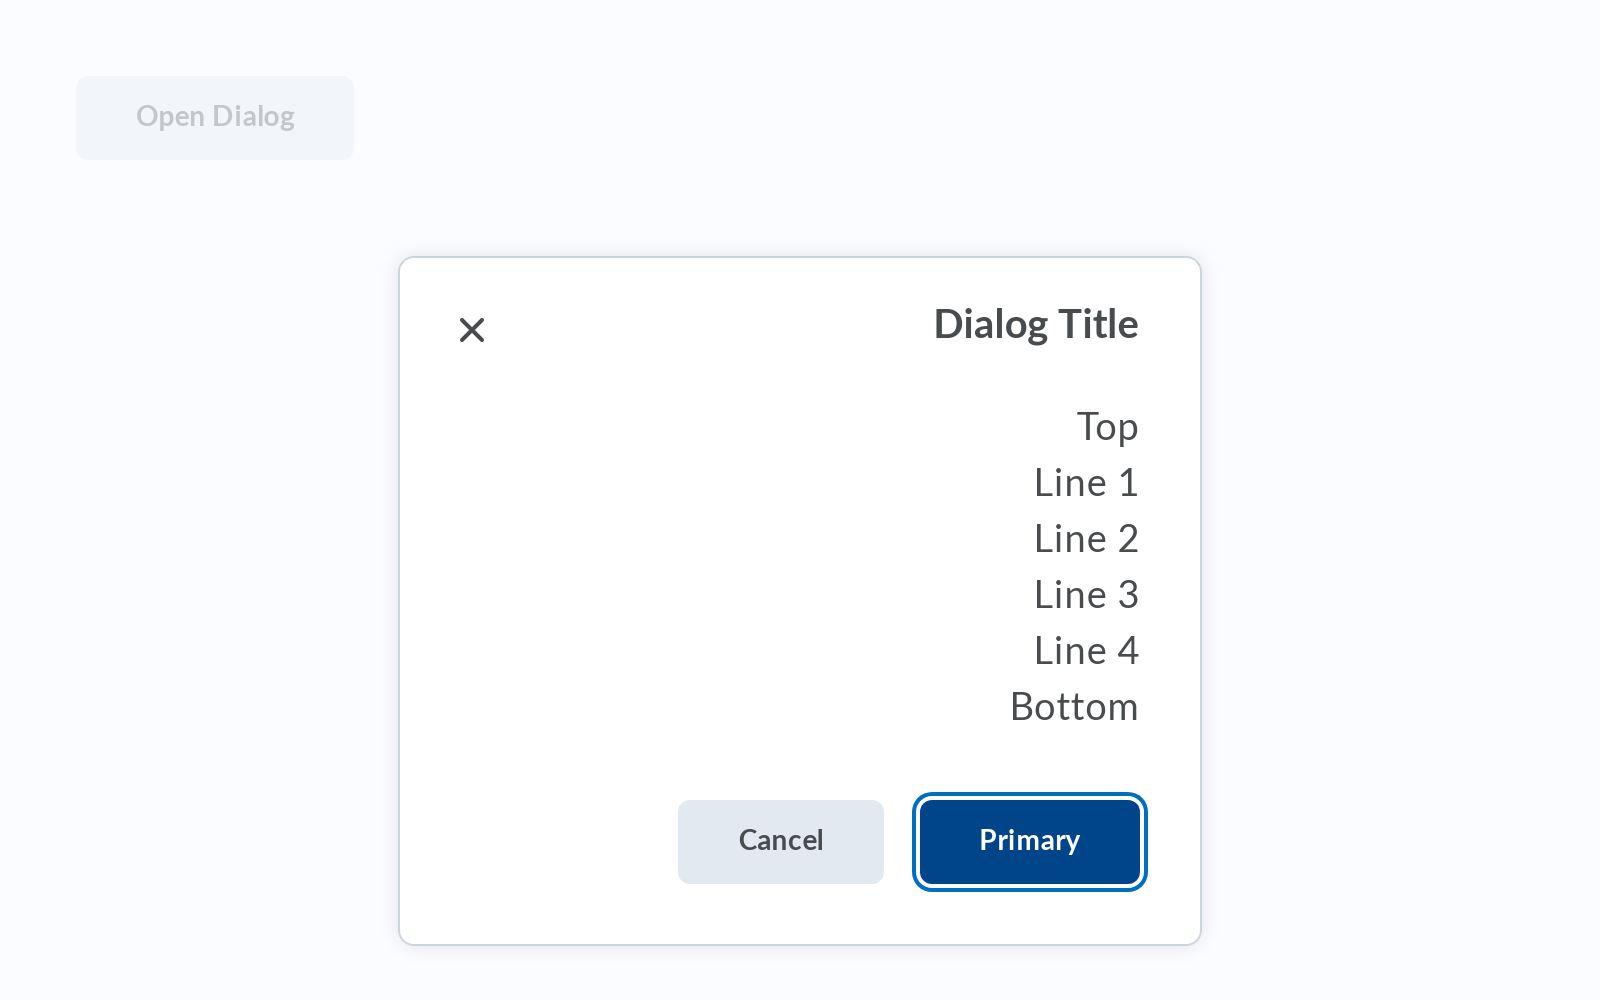 Open Dialog
Dialog Title
Top
Line 1
Line 2
Line 3
Line 4
Bottom
Primary
Cancel